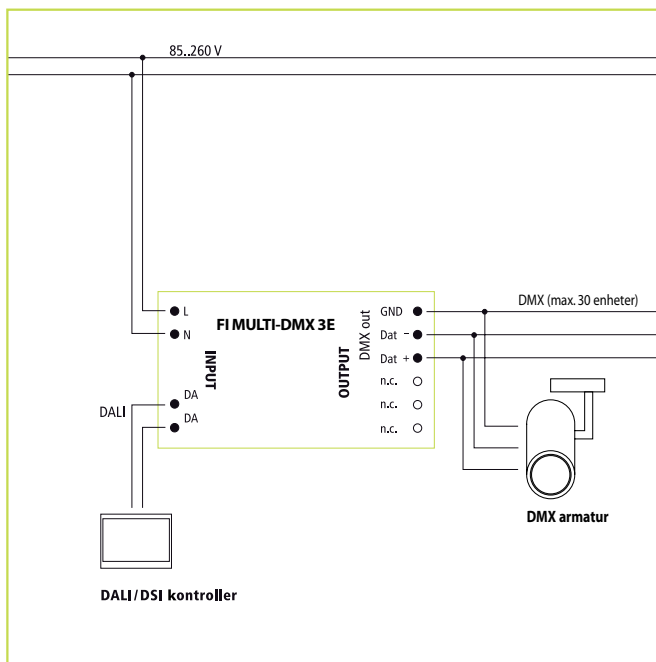 85..260 V
L
N
FI MULTI-DMX 3E
INPUT
DA
DA
OUTPUT
DMX out
GND
Dat -
Dat +
n.c.
n.c.
n.c.
DMX (max. 30 enheter)
DALI
DMX armatur
DALI/DSI kontroller